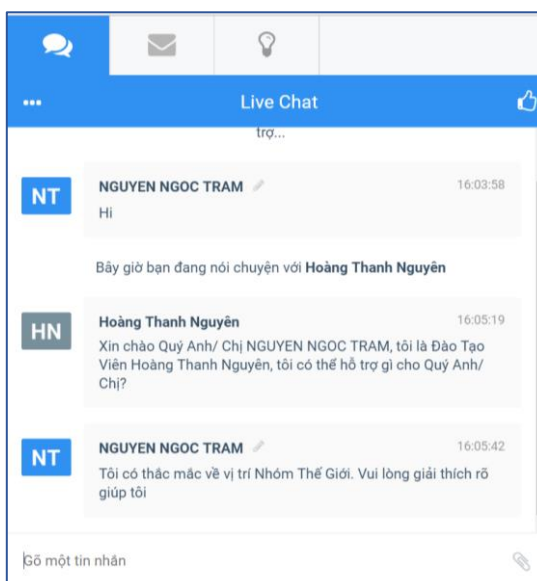 Live Chat
trợ...
NT
NGUYEN NGOC TRAM
16:03:58
Hi
Bây giờ bạn đang nói chuyện với Hoàng Thanh Nguyên
HN
Hoàng Thanh Nguyên
16:05:19
Xin chào Quý Anh/ Chị NGUYEN NGOC TRAM, tôi là Đào Tạo
Viên Hoàng Thanh Nguyên, tôi có thể hỗ trợ gì cho Quý Anh/
Chị?
NT
NGUYEN NGOC TRAM
16:05:42
Tôi có thắc mắc về vị trí Nhóm Thế Giới. Vui lòng giải thích rõ
giúp tôi
Gõ một tin nhắn